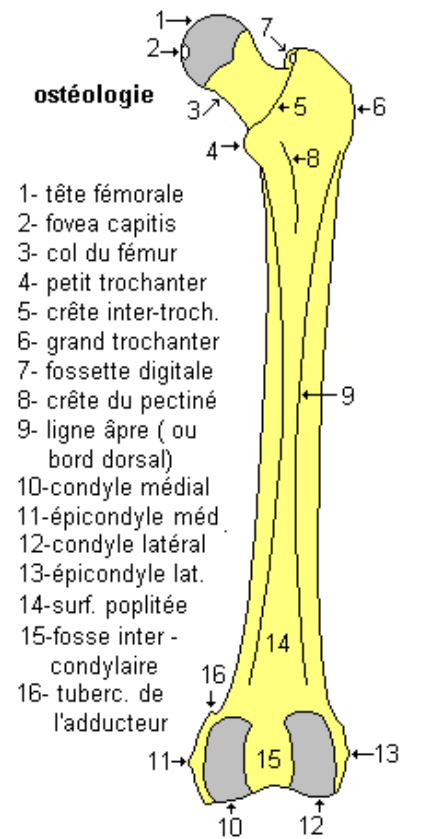 1
2
7
ostéologie
3
5
6
4
8
1- tête fémorale
2- fovea capitis
3- col du fémur
4- petit trochanter
5- crête inter-troch.
6- grand trochanter
7- fossette digitale
8- crête du pectiné
9- ligne âpre ( ou
bord dorsal)
9
10-condyle médial
11-épicondyle méd.
12-condyle latéral
13-épicondyle lat.
14-surf. poplitée
15-fosse inter -
condylaire
16- tuberc. de
l'adducteur
14
16
11
15
13
10
12